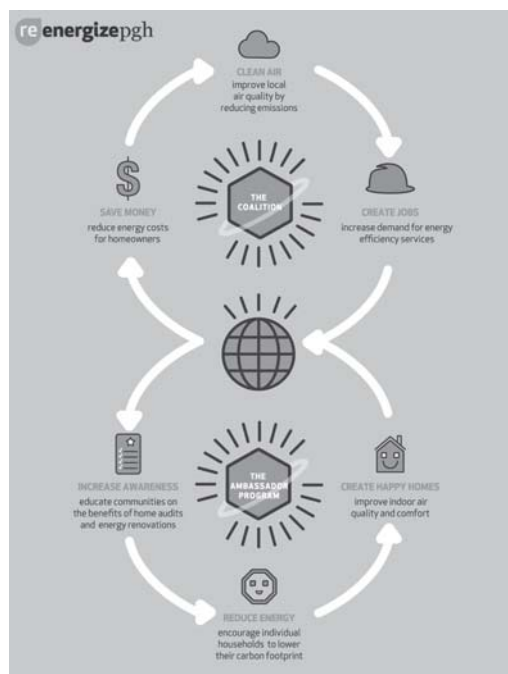 re energizepgh
CLEAN AIR
improve local
air quality by
reducing emissions
SAVE MONEY
reduce energy costs
for homeowners
THE
COALITION
CREATE JOBS
increase demand for energy
efficiency services
INCREASE AWARENESS
educate communities on
the benefits of home audits
and energy renovations
THE
AMBASSADOR
PROGRAM
CREATE HAPPY HOMES
improve indoor air
quality and comfort
REDUCE ENERGY
encourage individual
households to lower
their carbon footprint